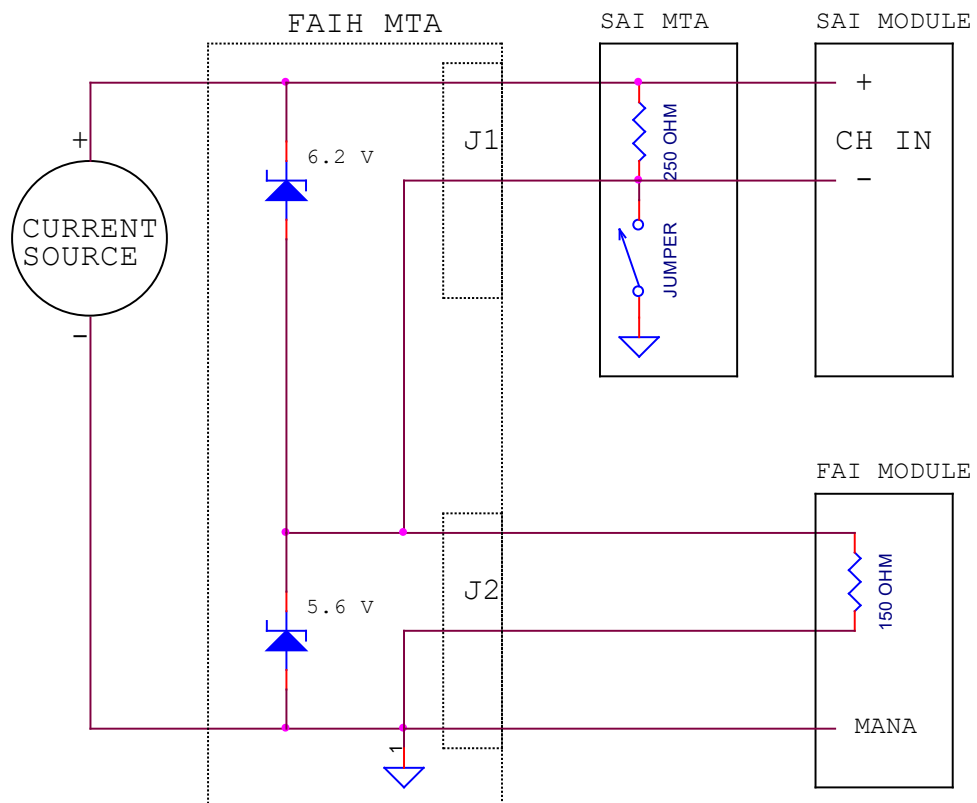 FAIH MTA
SAI MTA
SAI MODULE
+
+
6.2 V
J1
250 OHM
CH IN
-
CURRENT
SOURCE
JUMPER
-
FAI MODULE
5.6 V
J2
150 OHM
MANA
1